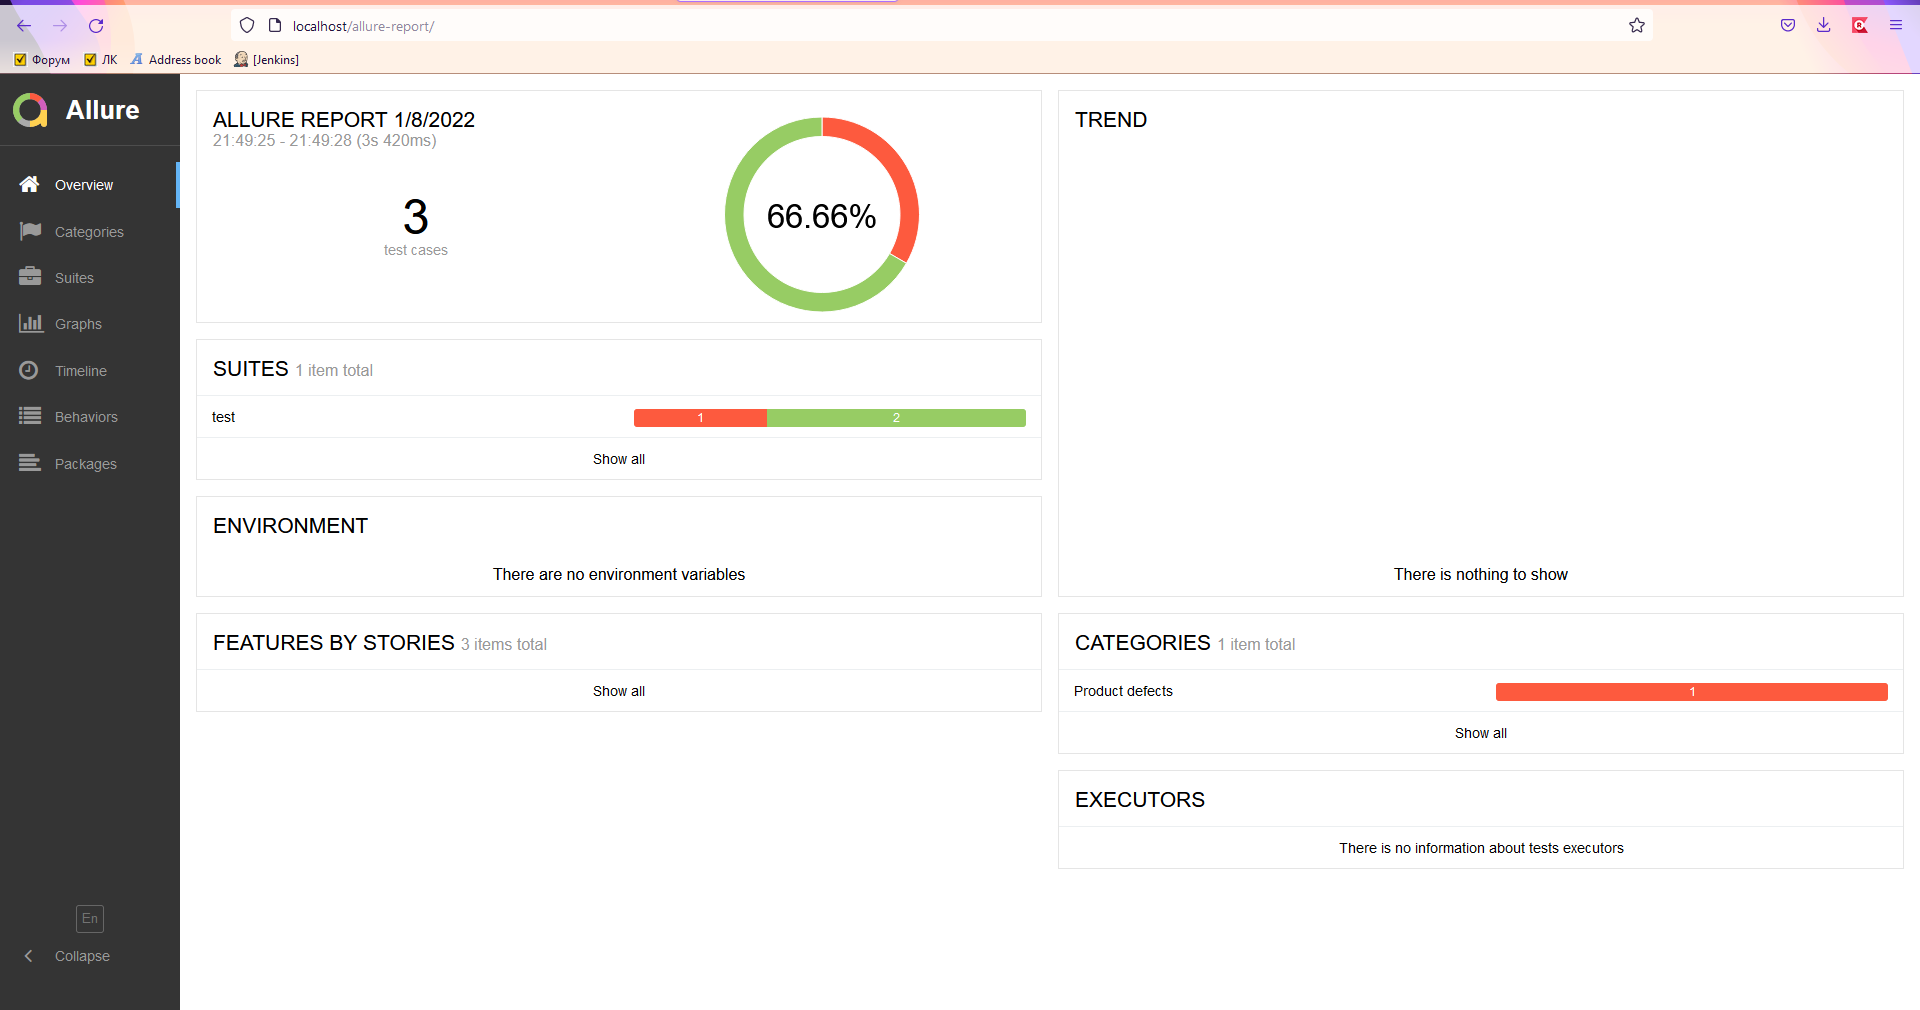 localhost/allure-report/
Форум ЛК Address book [Jenkins]
Allure
Overview
Categories
Suites
Graphs
Timeline
Behaviors
Packages
En
Collapse
ALLURE REPORT 1/8/2022
21:49:25 - 21:49:28 (3s 420ms)
3
test cases
66.66%
SUITES 1 item total
test 1 2
Show all
ENVIRONMENT
There are no environment variables
FEATURES BY STORIES 3 items total
Show all
TREND
There is nothing to show
CATEGORIES 1 item total
Product defects 1
Show all
EXECUTORS
There is no information about tests executors